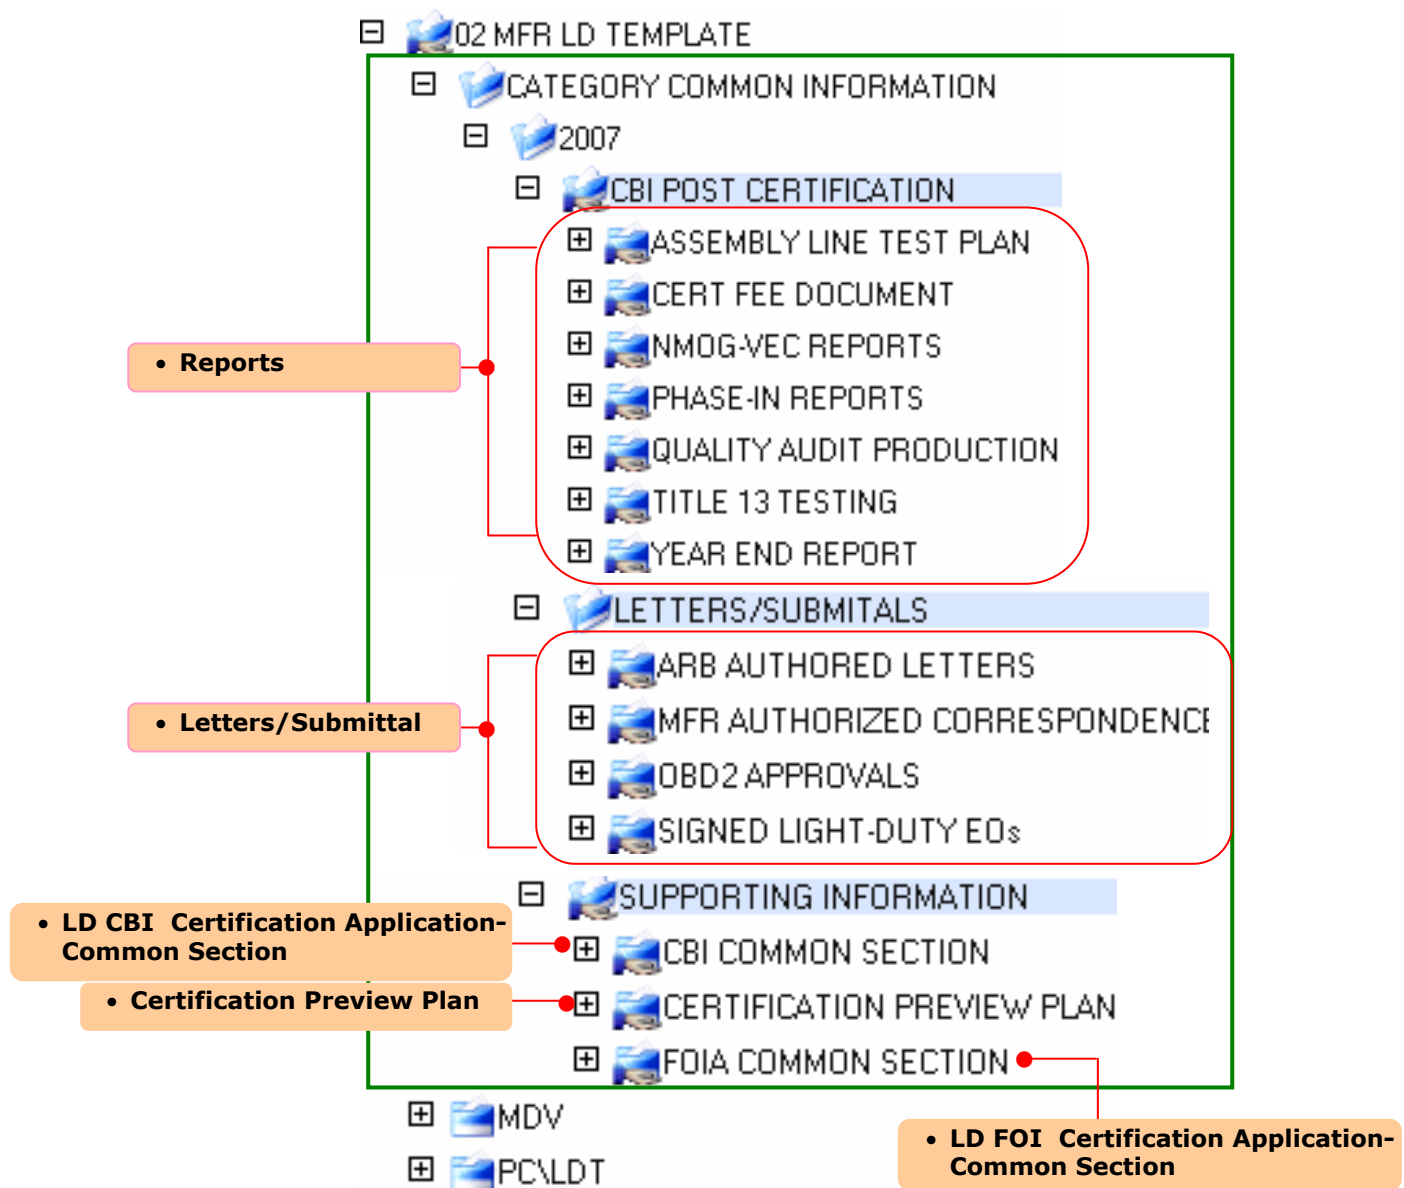 02 MFR LD TEMPLATE
CATEGORY COMMON INFORMATION
2007
CBI POST CERTIFICATION
ASSEMBLY LINE TEST PLAN
CERT FEE DOCUMENT
NMOG-VEC REPORTS
• Reports
PHASE-IN REPORTS
QUALITY AUDIT PRODUCTION
TITLE 13 TESTING
YEAR END REPORT
LETTERS/SUBMITALS
ARB AUTHORED LETTERS
• Letters/Submittal
MFR AUTHORIZED CORRESPONDENCE
OBD2 APPROVALS
SIGNED LIGHT-DUTY EOs
SUPPORTING INFORMATION
• LD CBI Certification Application-
Common Section
CBI COMMON SECTION
• Certification Preview Plan
CERTIFICATION PREVIEW PLAN
FOIA COMMON SECTION
MDV
• LD FOI Certification Application-
Common Section
PC\LDT